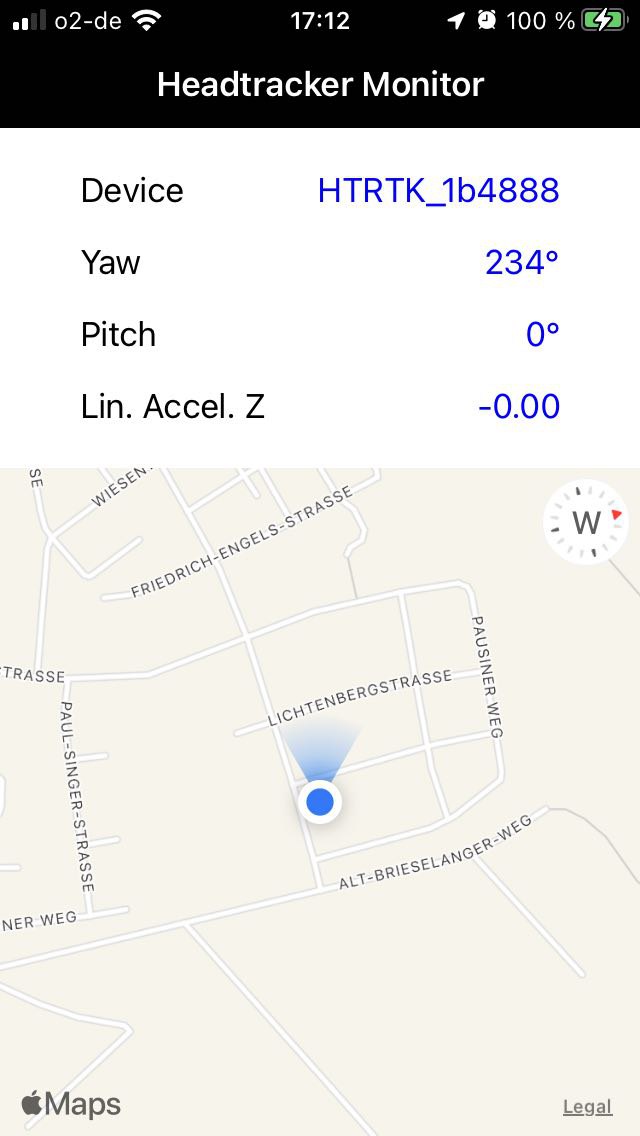 o2-de 17:12 100 %
Headtracker Monitor
Device HTRTK_1b4888
Yaw 234°
Pitch 0°
Lin. Accel. Z -0.00
SE
WIESEN
FRIEDRICH-ENGELS-STRASSE
W
TRASSE
PAUSINER WEG
LICHTENBERGSTRASSE
PAUL-SINGER-STRASSE
ALT-BRIESELANGER-WEG
NER WEG
Maps
Legal